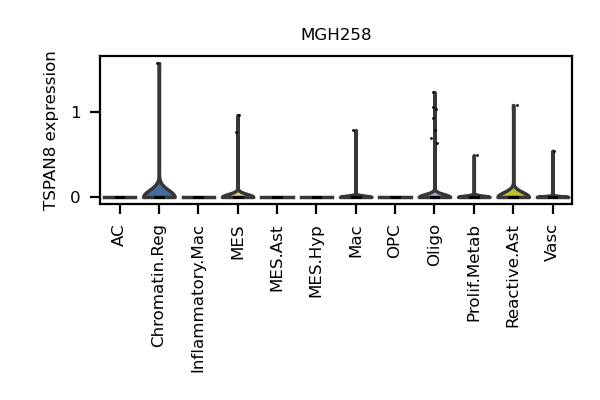 MGH258
TSPAN8 expression
1
0
AC
Chromatin.Reg
Inflammatory.Mac
MES
MES.Ast
MES.Hyp
Mac
OPC
Oligo
Prolif.Metab
Reactive.Ast
Vasc